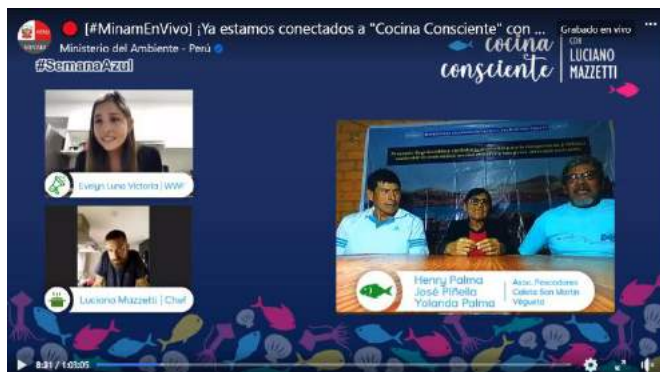 [#MinamEnVivo] ¡Ya estamos conectados a "Cocina Consciente" con ...
Grabado en vivo
Ministerio del Ambiente - Perú
#SemanaAzul
cocina
consciente
CON
LUCIANO
MAZZETTI
Evelyn Luna Victoria | WWF
Luciano Mazzetti | Chef
Henry Palma
José Piñella
Yolanda Palma
Asoc. Pescadores
Caleta San Martín
Végueta
8:31 / 1:03:05